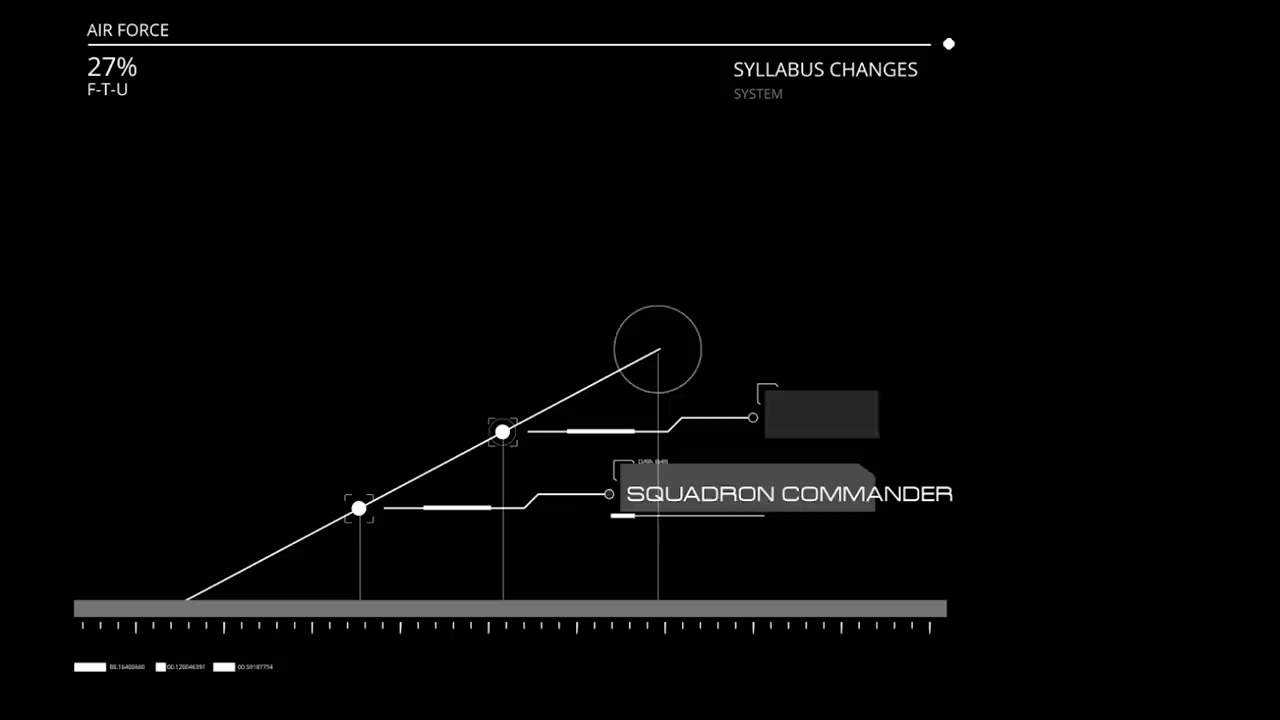 AIR FORCE
27%
F-T-U
SYLLABUS CHANGES
SYSTEM
SQUADRON COMMANDER